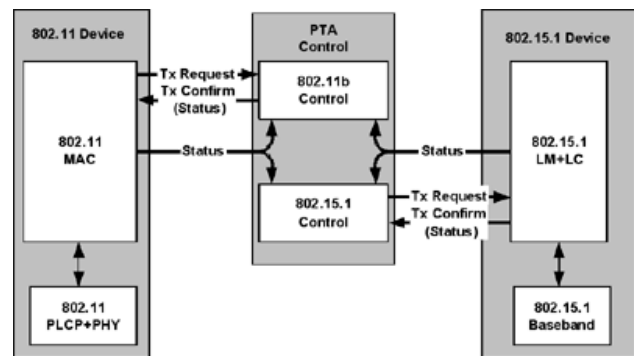 802.11 Device
802.11
MAC
802.11
PLCP+PHY
Tx Request
Tx Confirm
(Status)
Status
PTA
Control
802.11b
Control
802.15.1
Control
Status
Tx Request
Tx Confirm
(Status)
802.15.1 Device
802.15.1
LM+LC
802.15.1
Baseband